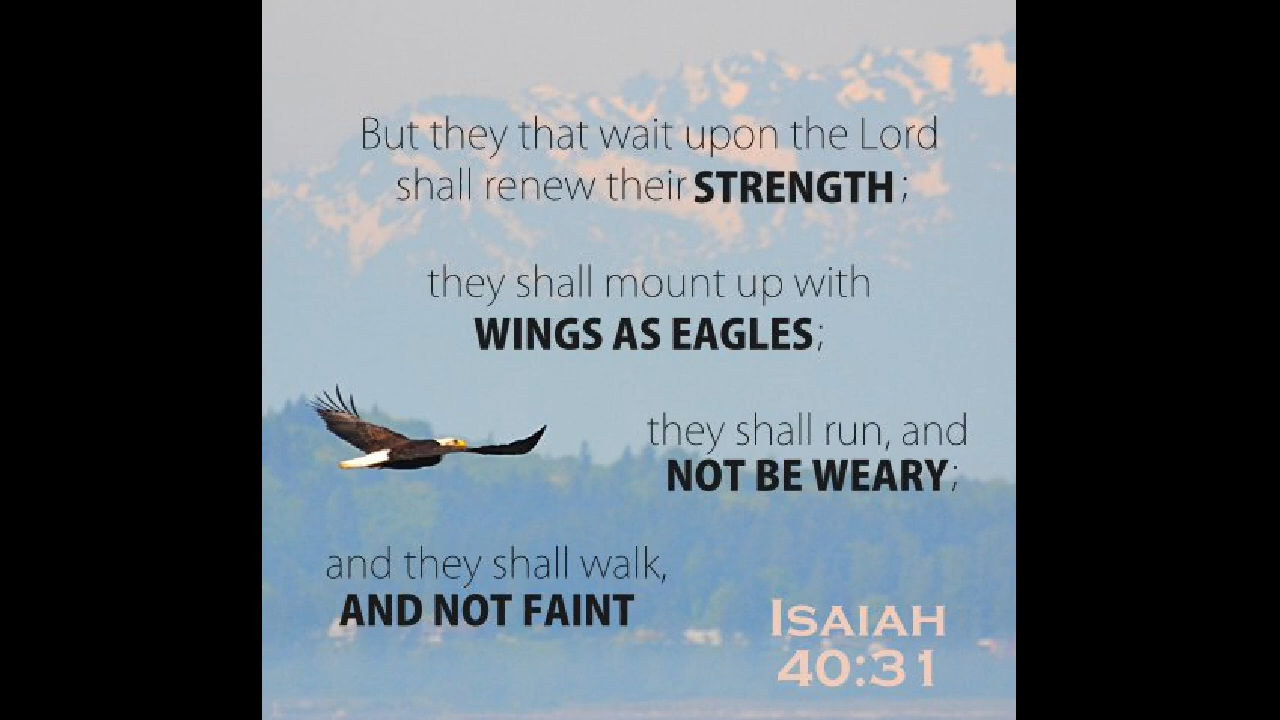 But they that wait upon the Lord
shall renew their STRENGTH;
they shall mount up with
WINGS AS EAGLES;
they shall run, and
NOT BE WEARY;
and they shall walk,
AND NOT FAINT
ISAIAH
40:31